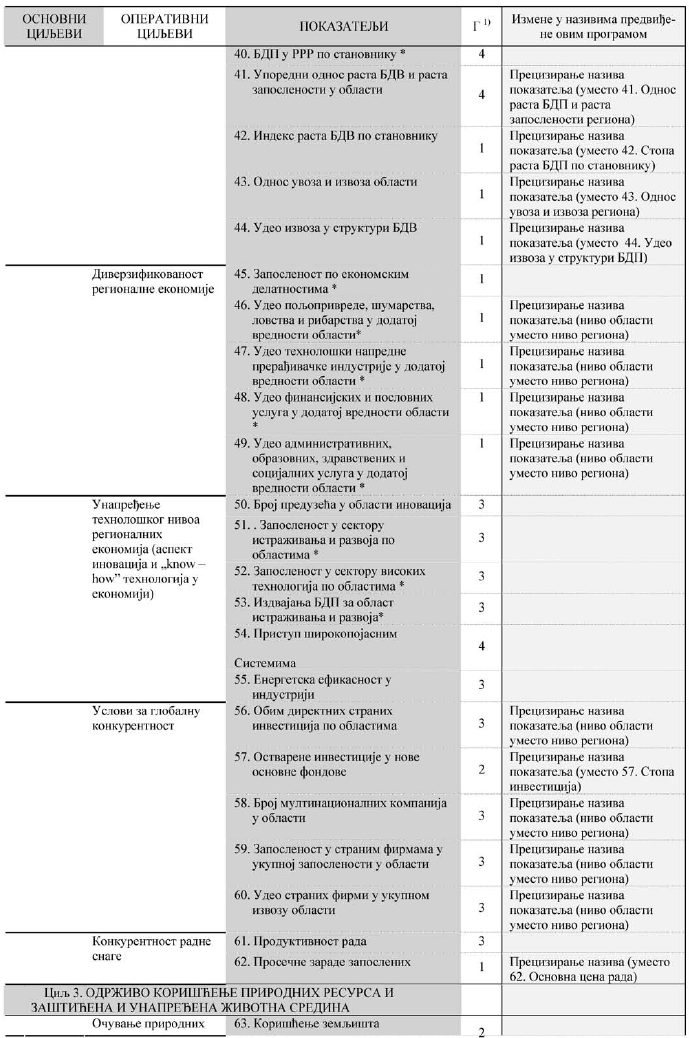 ОСНОВНИ ЦИЉЕВИ
ОПЕРАТИВНИ ЦИЉЕВИ
ПОКАЗАТЕЉИ
Г 1)
Измене у називима предвиђе-
не овим програмом
40. БДП у PPP по становнику *
4
41. Упоредни однос раста БДВ и раста
запослености у области
4
Прецизирање назива
показатеља (уместо 41. Однос
раста БДП и раста
запослености региона)
42. Индекс раста БДВ по становнику
1
Прецизирање назива
показатеља (уместо 42. Стопа
раста БДП по становнику)
43. Однос увоза и извоза области
1
Прецизирање назива
показатеља (уместо 43. Однос
увоза и извоза региона)
44. Удео извоза у структури БДВ
1
Прецизирање назива
показатеља (уместо 44. Удео
извоза у структури БДП)
Диверзификованост
регионалне економије
45. Запосленост по економским
делатностима *
1
46. Удео пољопривреде, шумарства,
ловства и рибарства у додатој
вредности области*
1
Прецизирање назива
показатеља (ниво области
уместо ниво региона)
47. Удео технолошки напредне
прерађивачке индустрије у додатој
вредности области *
1
Прецизирање назива
показатеља (ниво области
уместо ниво региона)
48. Удео финансијских и пословних
услуга у додатој вредности области
*
1
Прецизирање назива
показатеља (ниво области
уместо ниво региона)
49. Удео административних,
образовних, здравствених и
социјалних услуга у додатој
вредности области *
1
Прецизирање назива
показатеља (ниво области
уместо ниво региона)
Унапређење
технолошког нивоа
регионалних
економија (аспект
иновација и „know –
how” технологија у
економији)
50. Број предузећа у области иновација
3
51. . Запосленост у сектору
истраживања и развоја по
областима *
3
52. Запосленост у сектору високих
технологија по областима *
3
53. Издвајања БДП за област
истраживања и развоја*
3
54. Приступ широкопојасним
Системима
4
55. Енергетска ефикасност у
индустрији
3
Услови за глобалну
конкурентност
56. Обим директних страних
инвестиција по областима
3
Прецизирање назива
показатеља (ниво области
уместо ниво региона)
57. Остварене инвестиције у нове
основне фондове
2
Прецизирање назива
показатеља (уместо 57. Стопа
инвестиција)
58. Број мултинационалних компанија
у области
3
Прецизирање назива
показатеља (ниво области
уместо ниво региона)
59. Запосленост у страним фирмама у
укупној запослености у области
3
Прецизирање назива
показатеља (ниво области
уместо ниво региона)
60. Удео страних фирми у укупном
извозу области
3
Прецизирање назива
показатеља (ниво области
уместо ниво региона)
Конкурентност радне
снаге
61. Продуктивност рада
3
62. Просечне зараде запослених
1
Прецизирање назива (уместо
62. Основна цена рада)
Циљ 3. ОДРЖИВО КОРИШЋЕЊЕ ПРИРОДНИХ РЕСУРСА И
ЗАШТИЋЕНА И УНАПРЕЂЕНА ЖИВОТНА СРЕДИНА
Очување природних
63. Коришћење земљишта
2